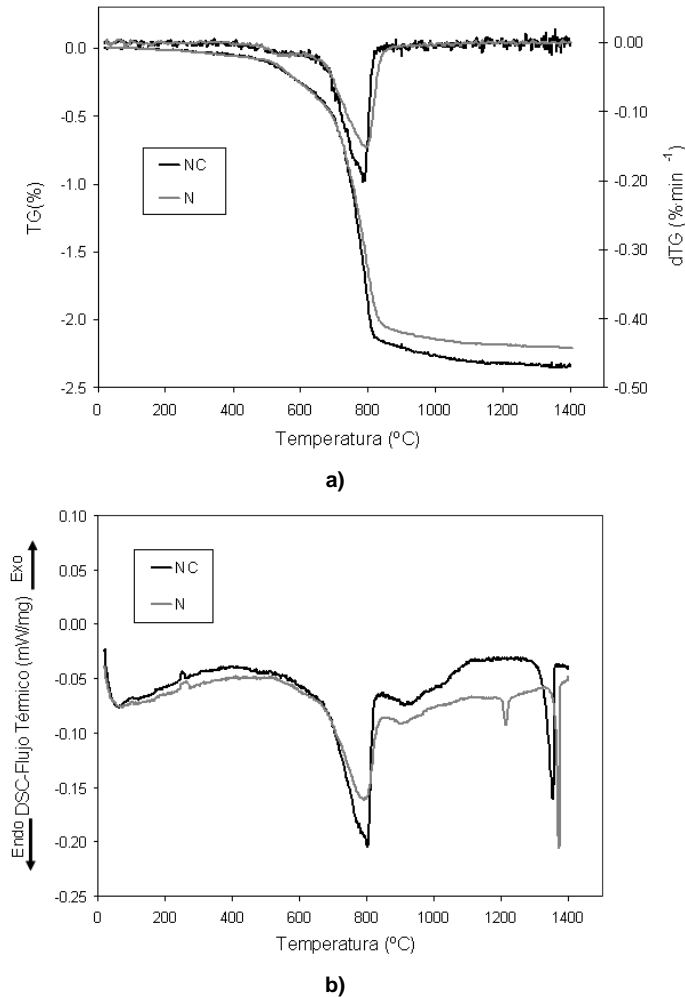 0.0
-0.5
-1.0
-1.5
-2.0
-2.5
TG(%)
NC
N
0.00
-0.10
-0.20
-0.30
-0.40
-0.50
dTG (%·min⁻¹)
0 200 400 600 800 1000 1200 1400
Temperatura (ºC)
a)
0.10
0.05
0.00
-0.05
-0.10
-0.15
-0.20
-0.25
Endo DSC-Flujo Térmico (mW/mg) Exo
NC
N
0 200 400 600 800 1000 1200 1400
Temperatura (ºC)
b)